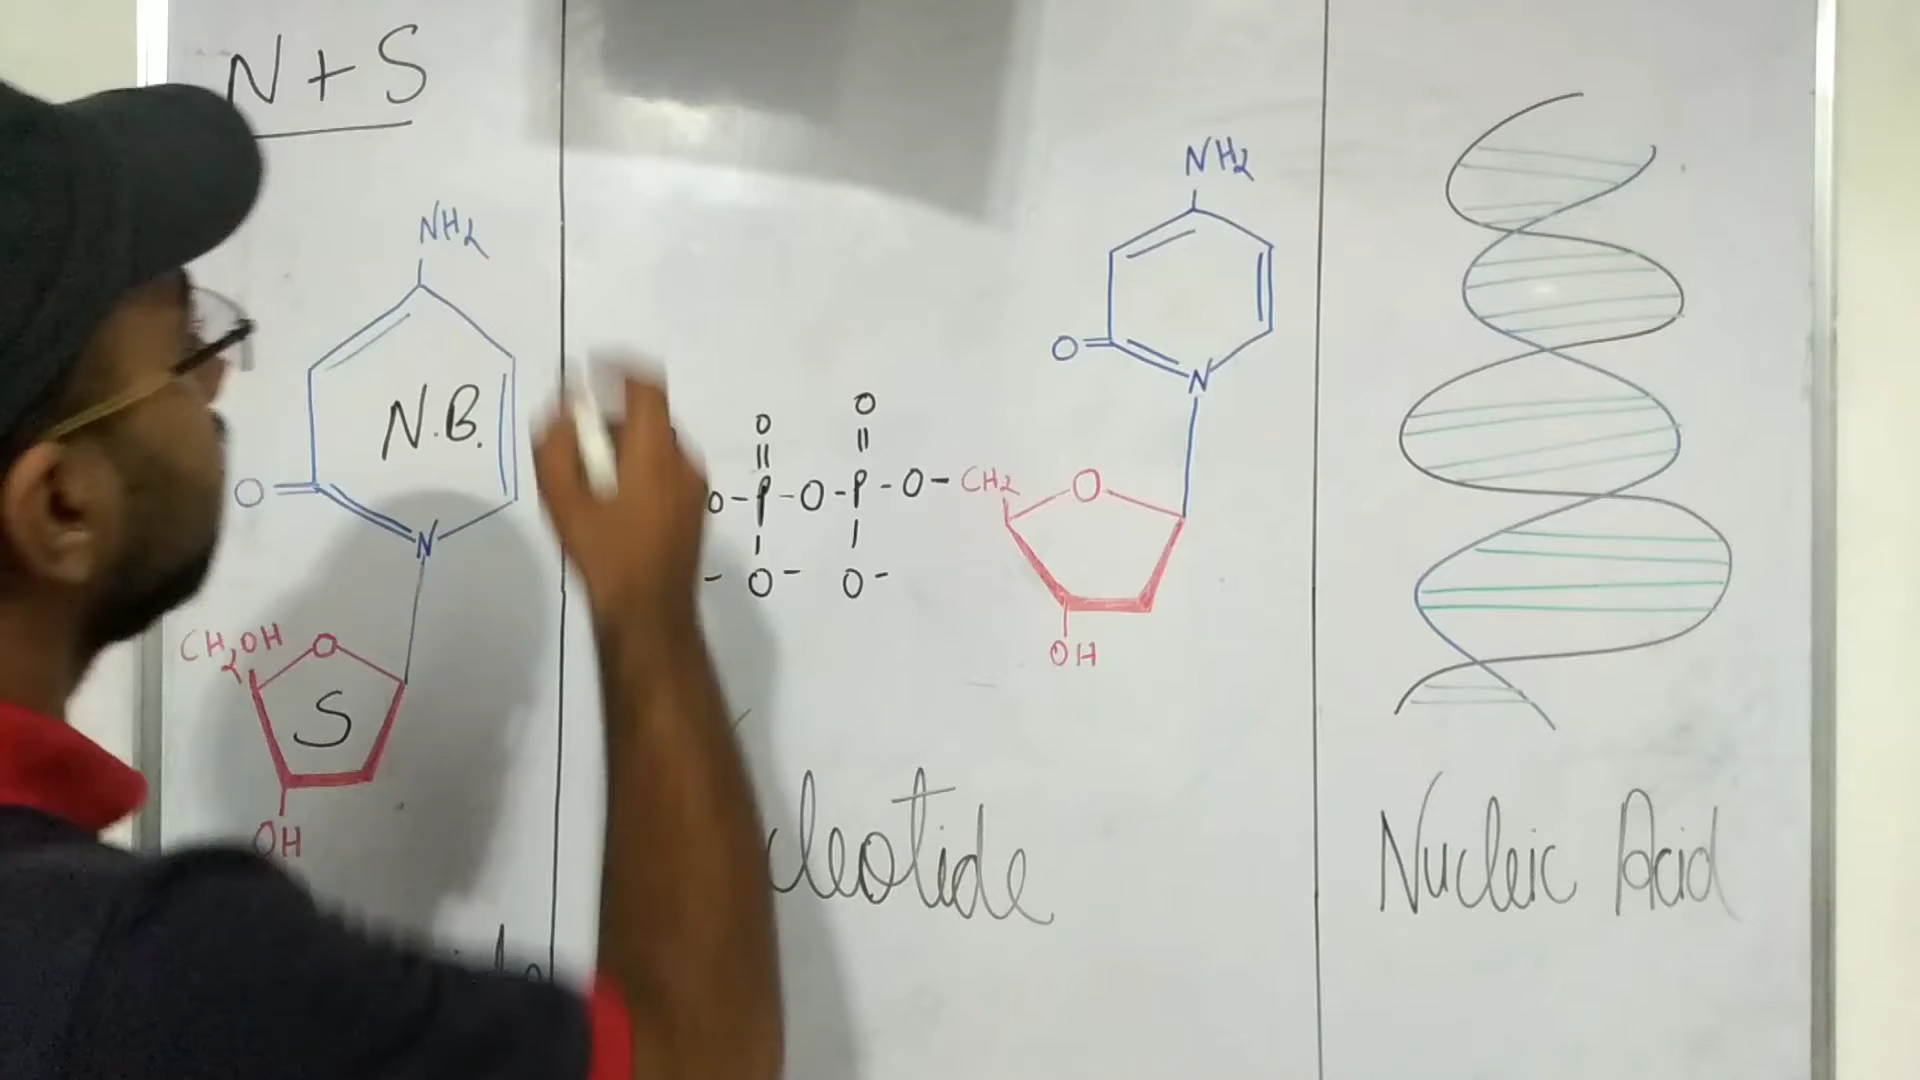 N+S
NH2
N.B.
O
N
CH2OH
O
S
OH
NH2
O
N
O
O
O-P-O-P-O-CH2
O
-O-
O-
OH
cleotide
Nucleic Acid